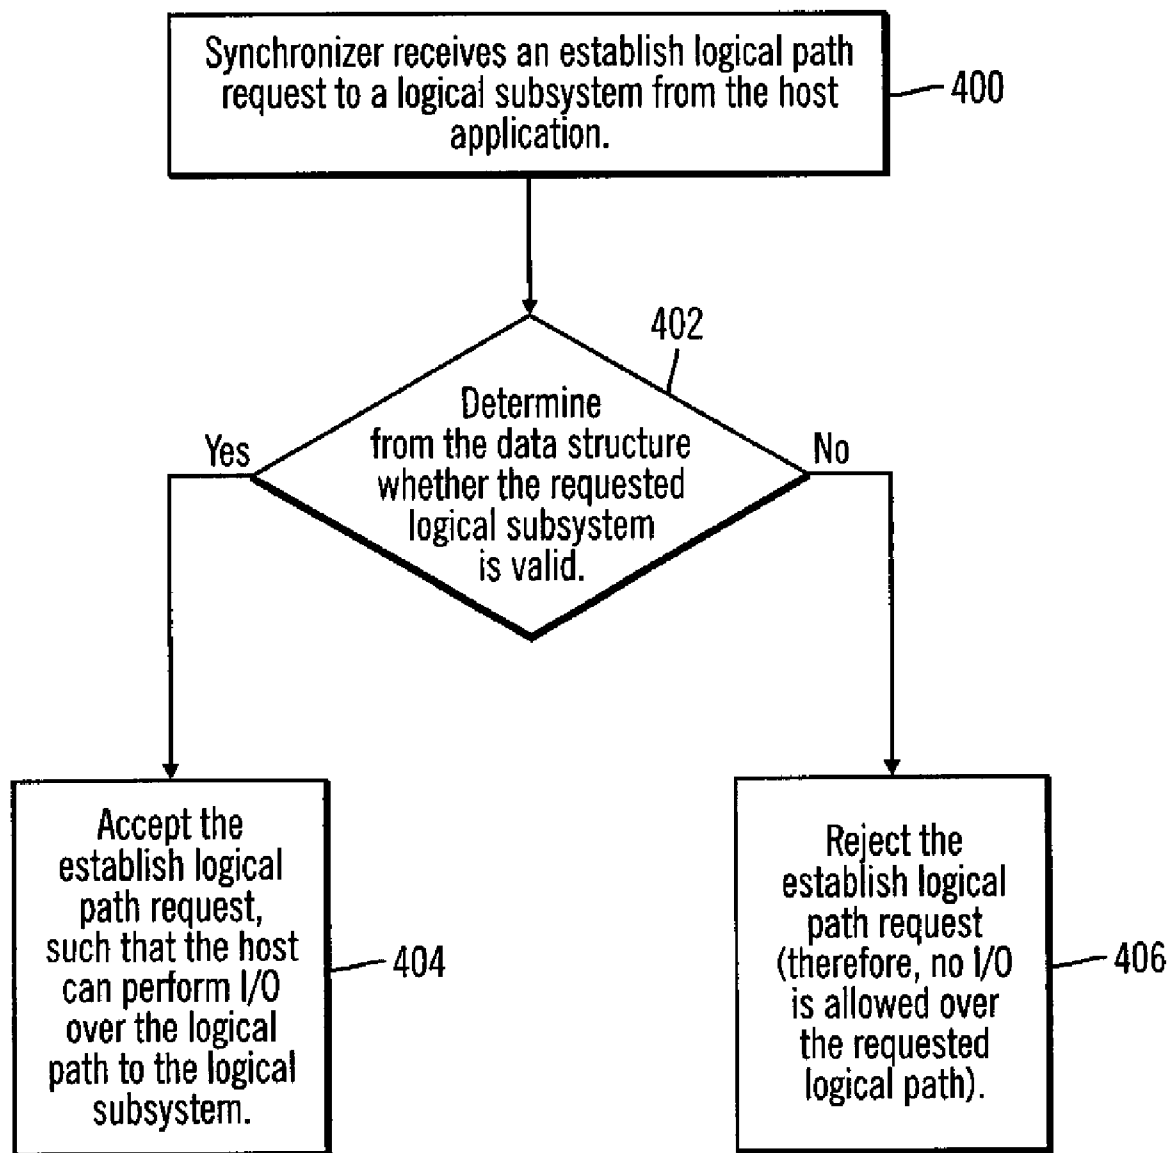 Synchronizer receives an establish logical path
request to a logical subsystem from the host
application.
400
402
Determine
from the data structure
whether the requested
logical subsystem
is valid.
Yes
No
Accept the
establish logical
path request,
such that the host
can perform I/O
over the logical
path to the logical
subsystem.
404
Reject the
establish logical
path request
(therefore, no I/O
is allowed over
the requested
logical path).
406